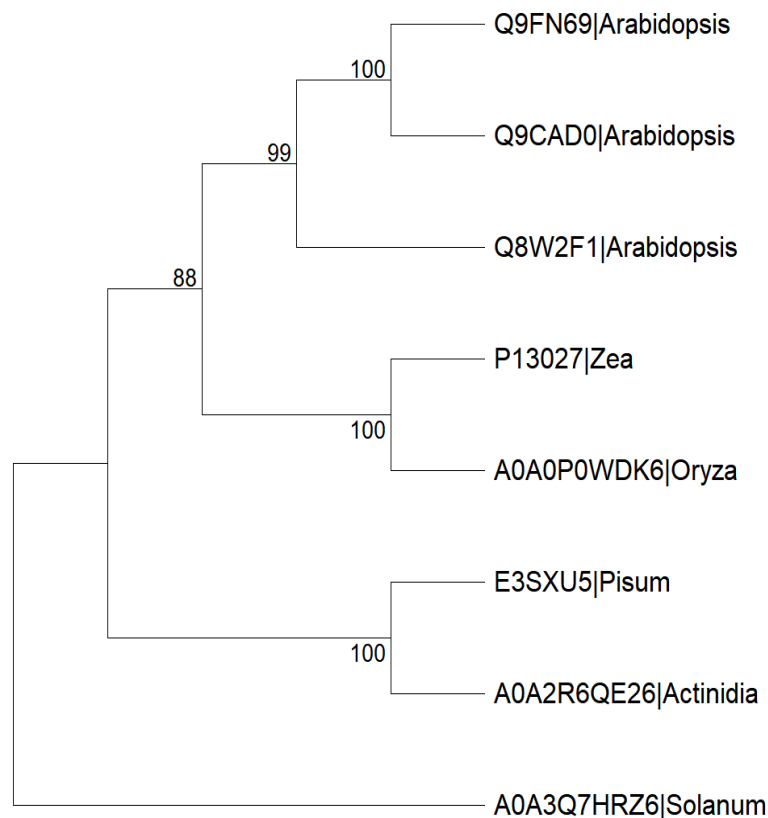 Q9FN69|Arabidopsis
100
Q9CAD0|Arabidopsis
99
Q8W2F1|Arabidopsis
88
P13027|Zea
100
A0A0P0WDK6|Oryza
E3SXU5|Pisum
100
A0A2R6QE26|Actinidia
A0A3Q7HRZ6|Solanum